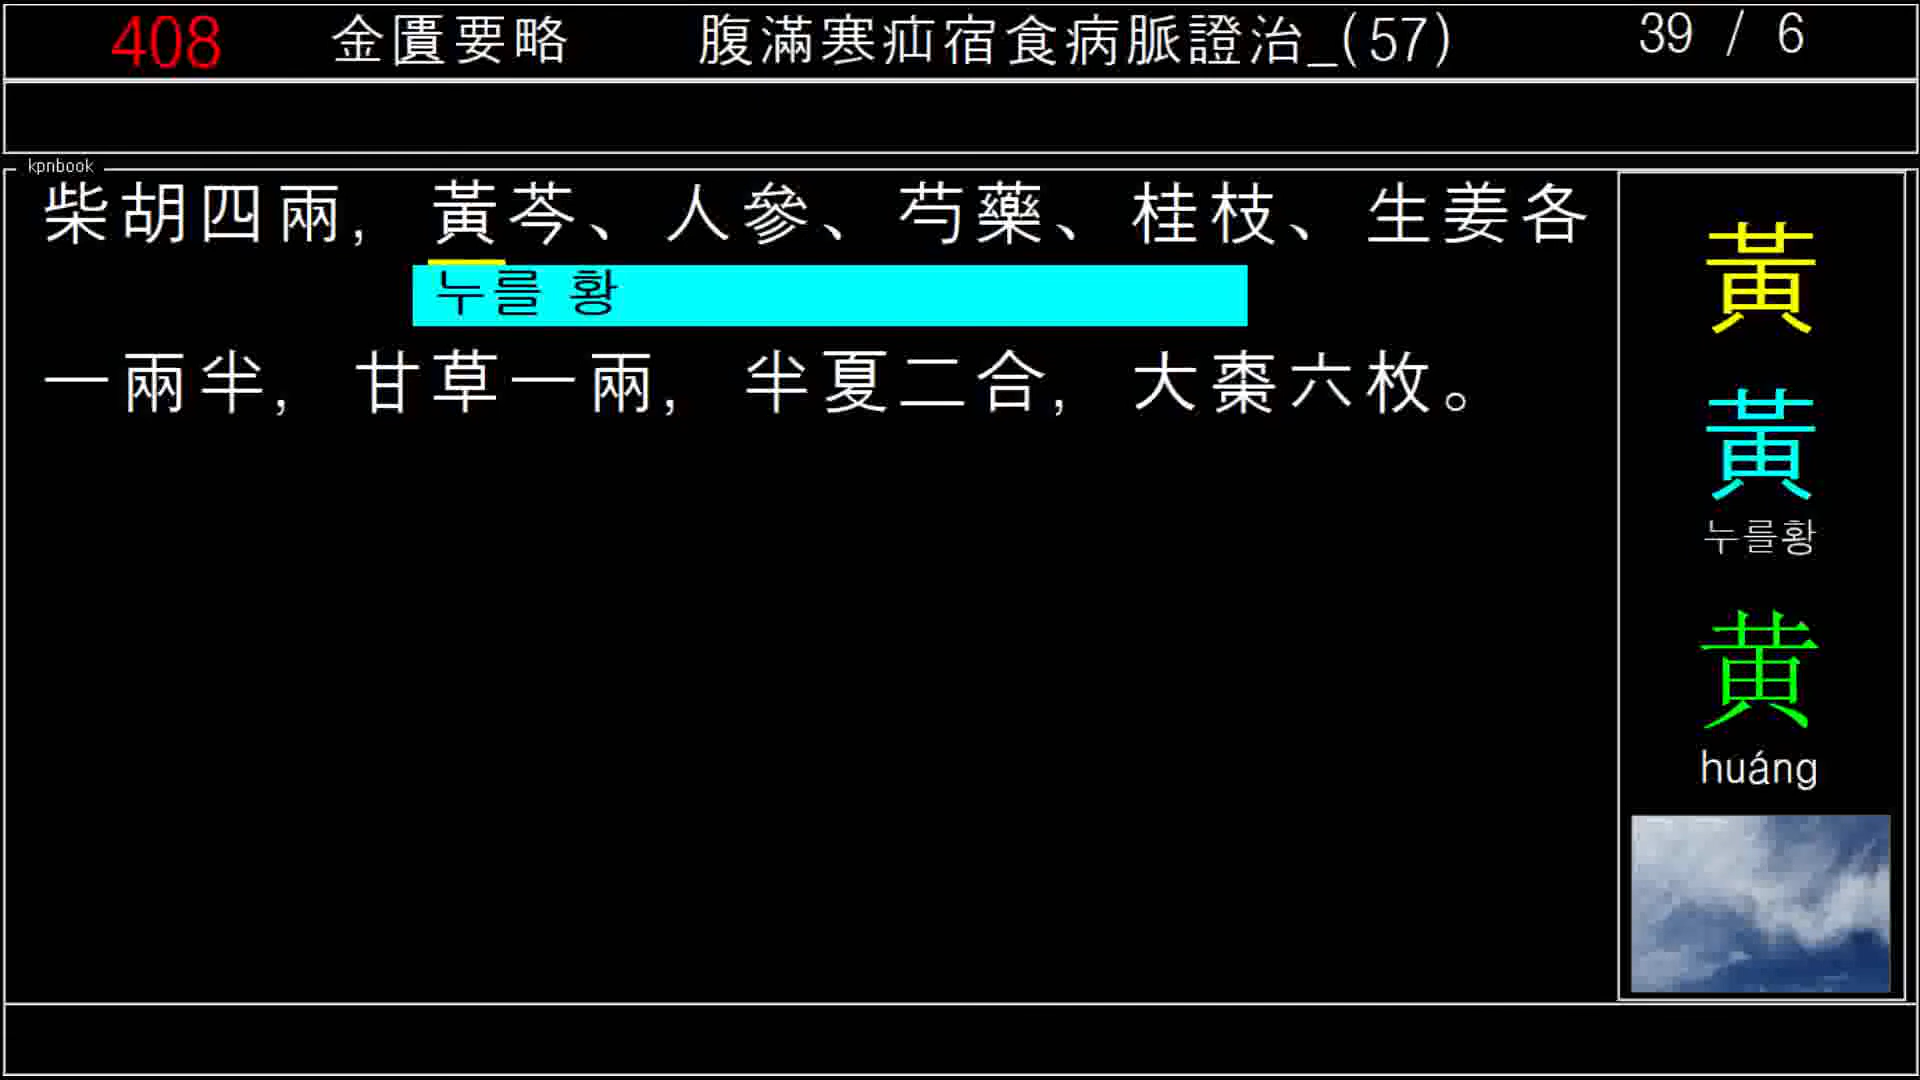 408 金匱要略 腹滿寒疝宿食病脈證治_(57) 39 / 6
kpnbook
柴胡四兩, 黃芩、人參、芍藥、桂枝、生姜各
누를 황
一兩半, 甘草一兩, 半夏二合, 大棗六枚。
黃
黃
누를황
黄
huáng